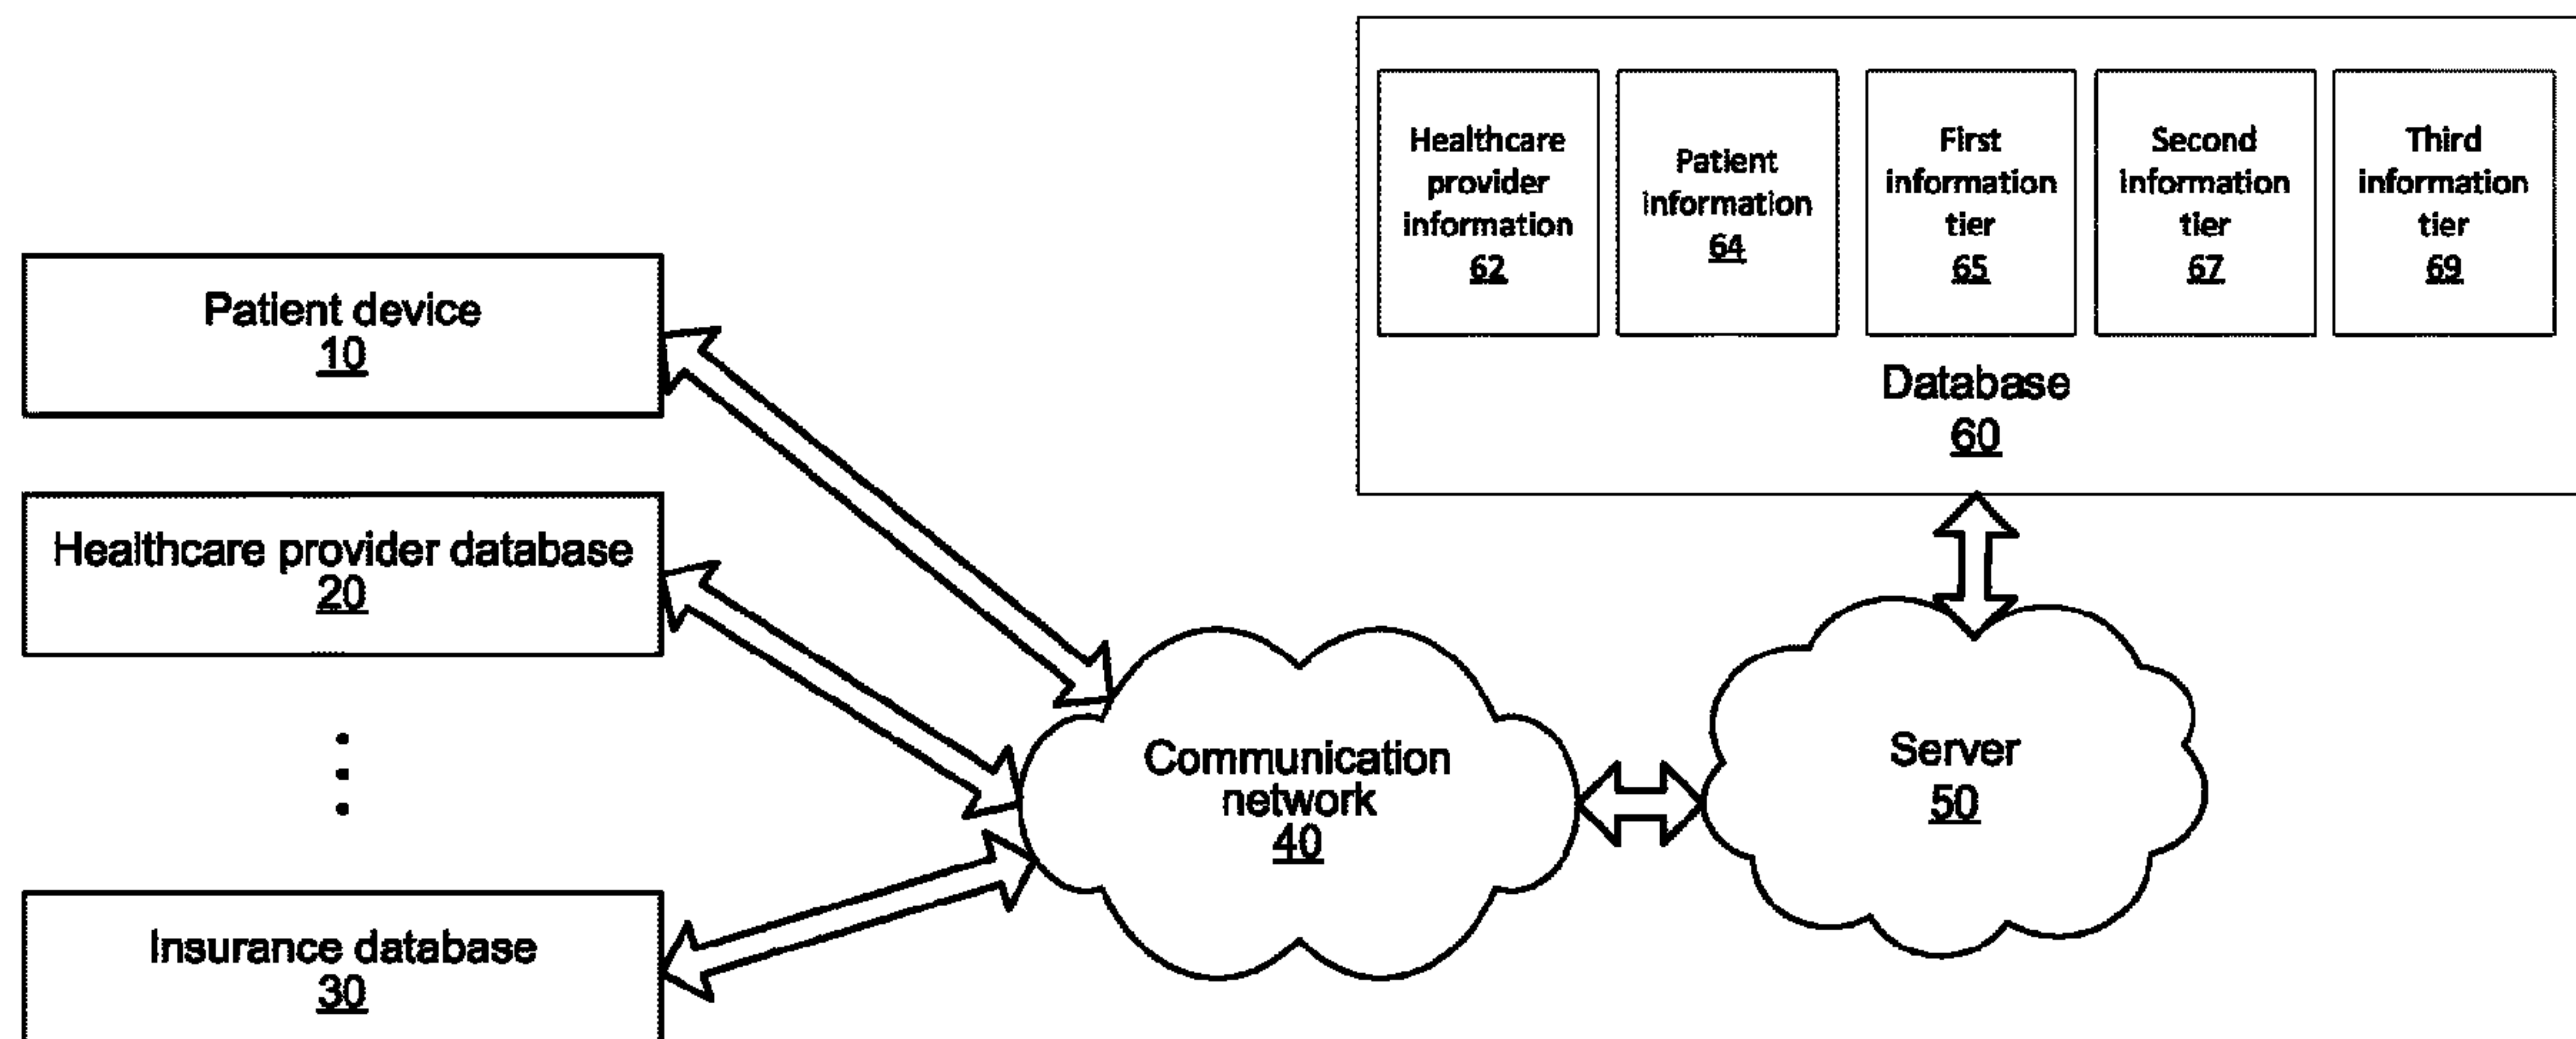 Healthcare
provider
information
62
Patient
information
64
First
information
tier
65
Second
information
tier
67
Third
information
tier
69
Database
60
Patient device
10
Healthcare provider database
20
Insurance database
30
Communication
network
40
Server
50